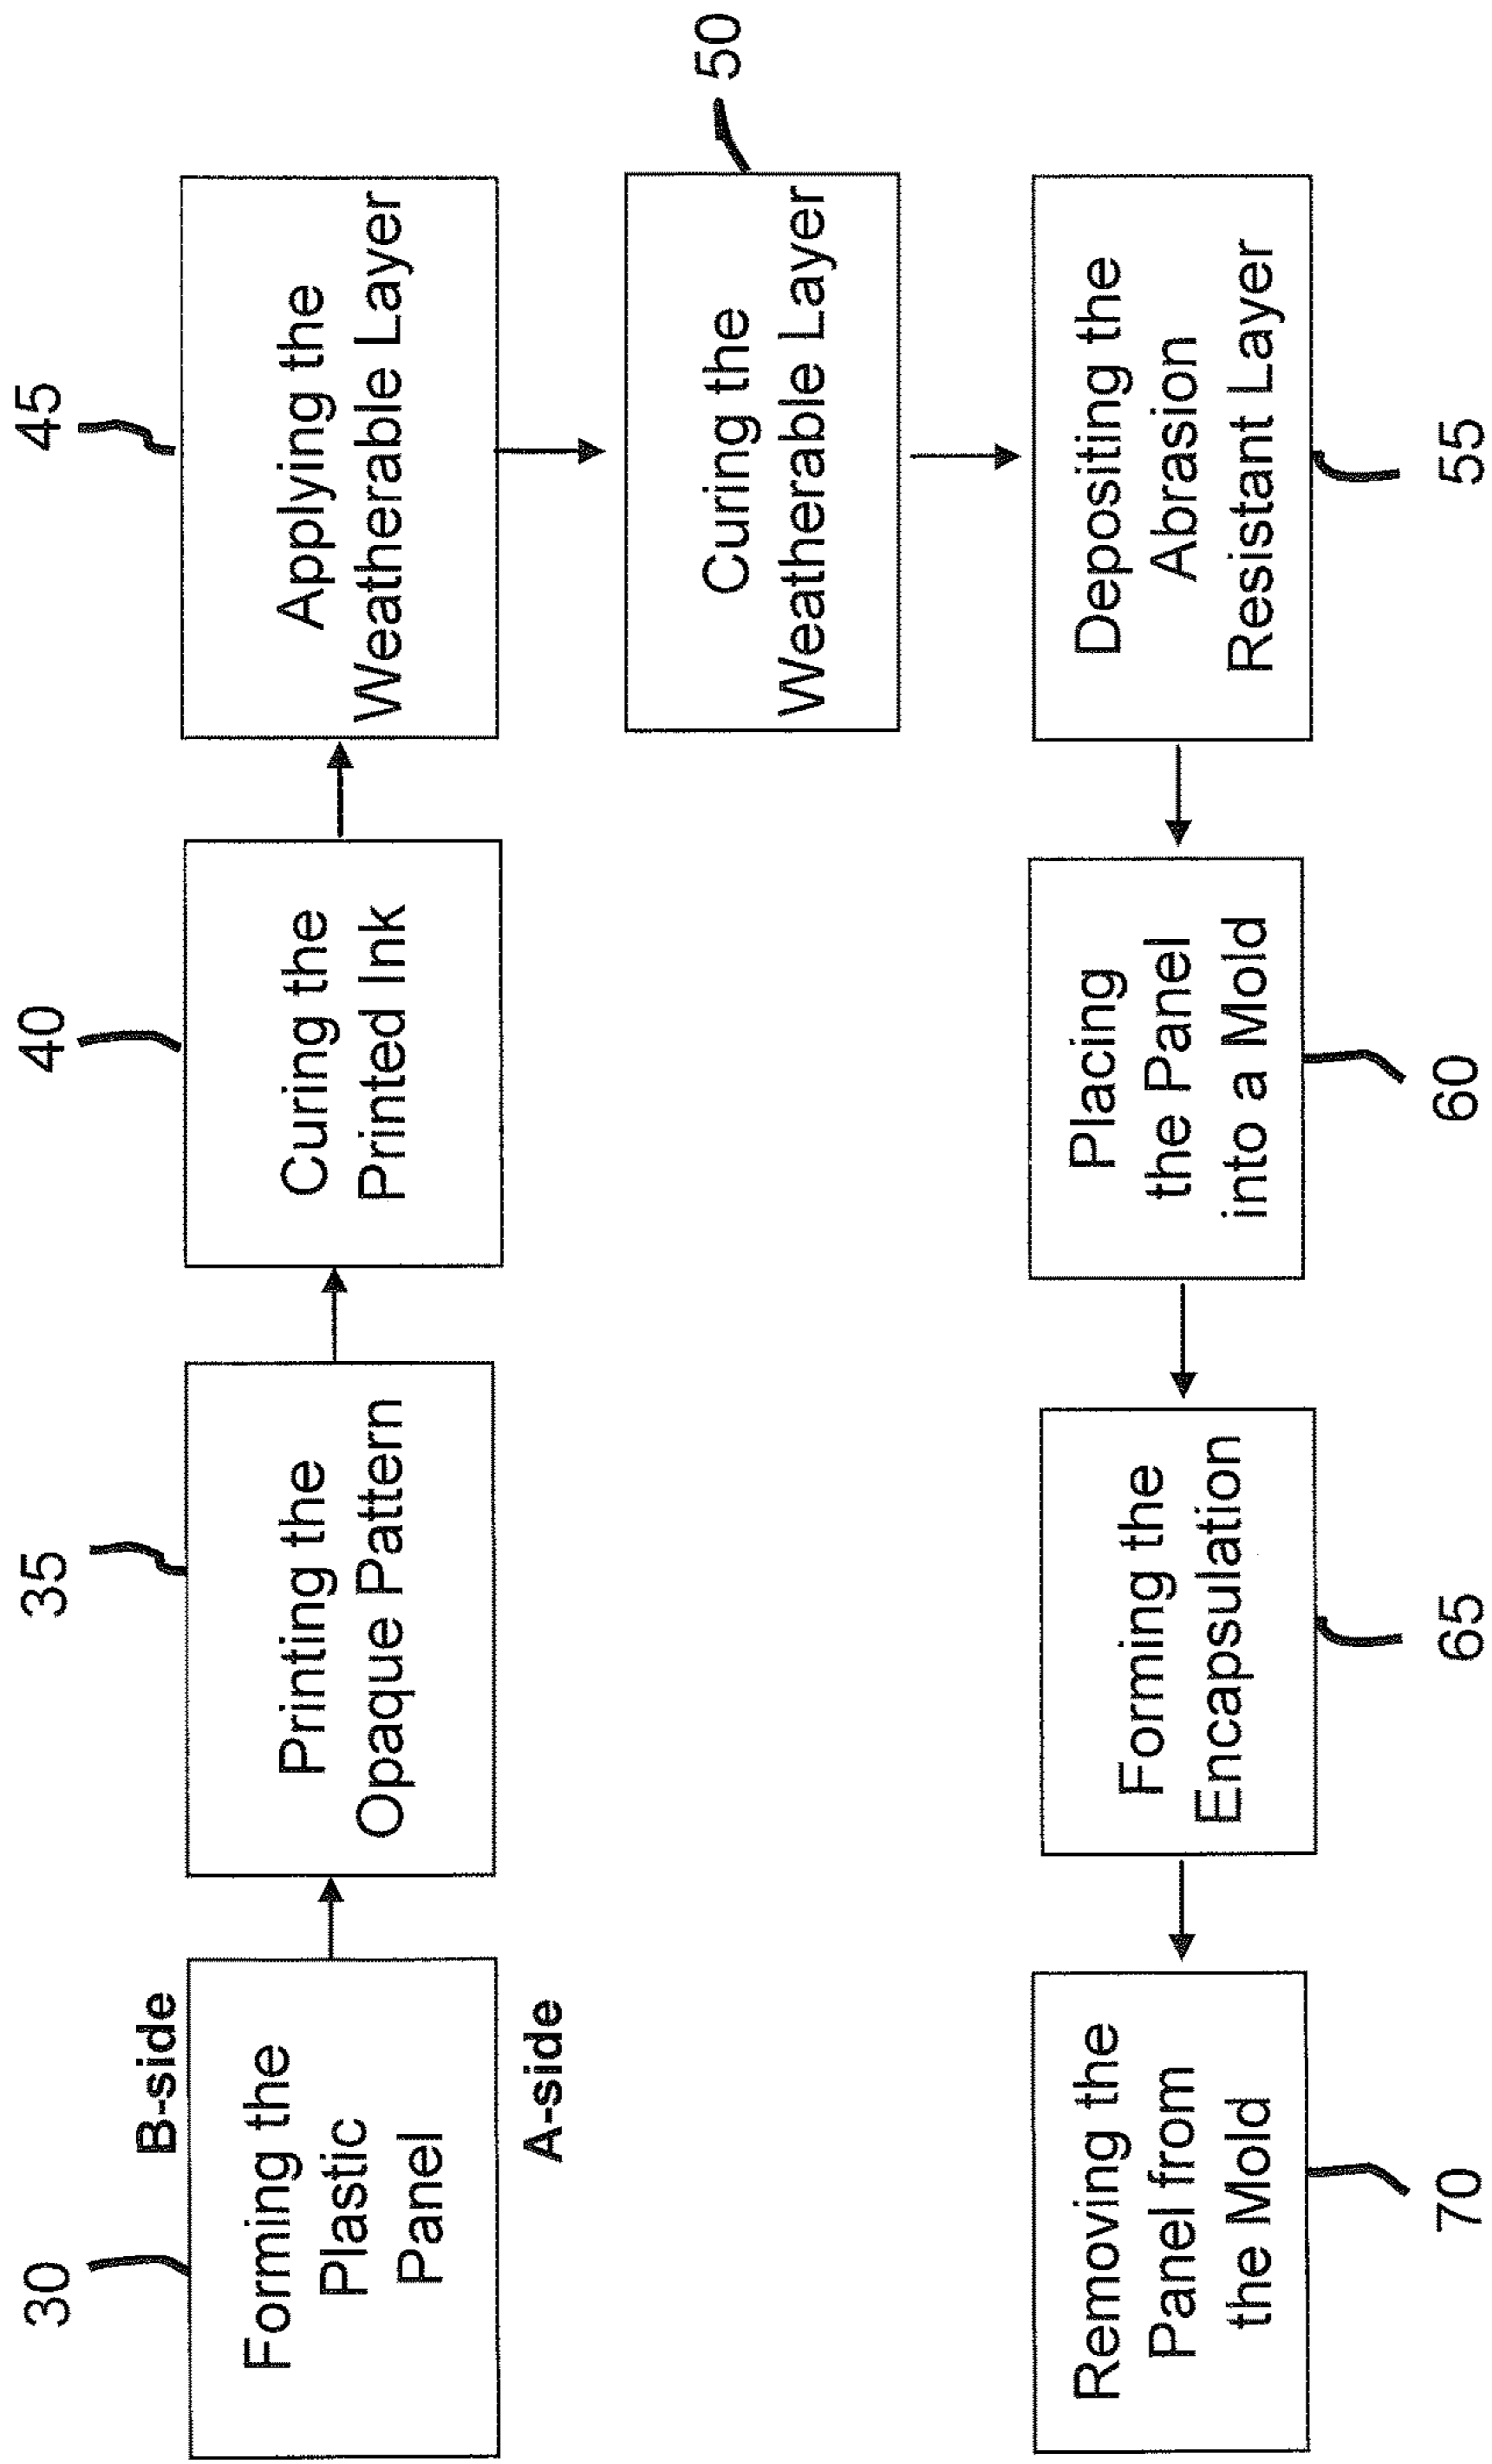 30
B-side
Forming the
Plastic
Panel
A-side
35
Printing the
Opaque Pattern
40
Curing the
Printed Ink
45
Applying the
Weatherable Layer
Curing the
Weatherable Layer
50
Depositing the
Abrasion
Resistant Layer
55
Placing
the Panel
into a Mold
60
Forming the
Encapsulation
65
Removing the
Panel from
the Mold
70